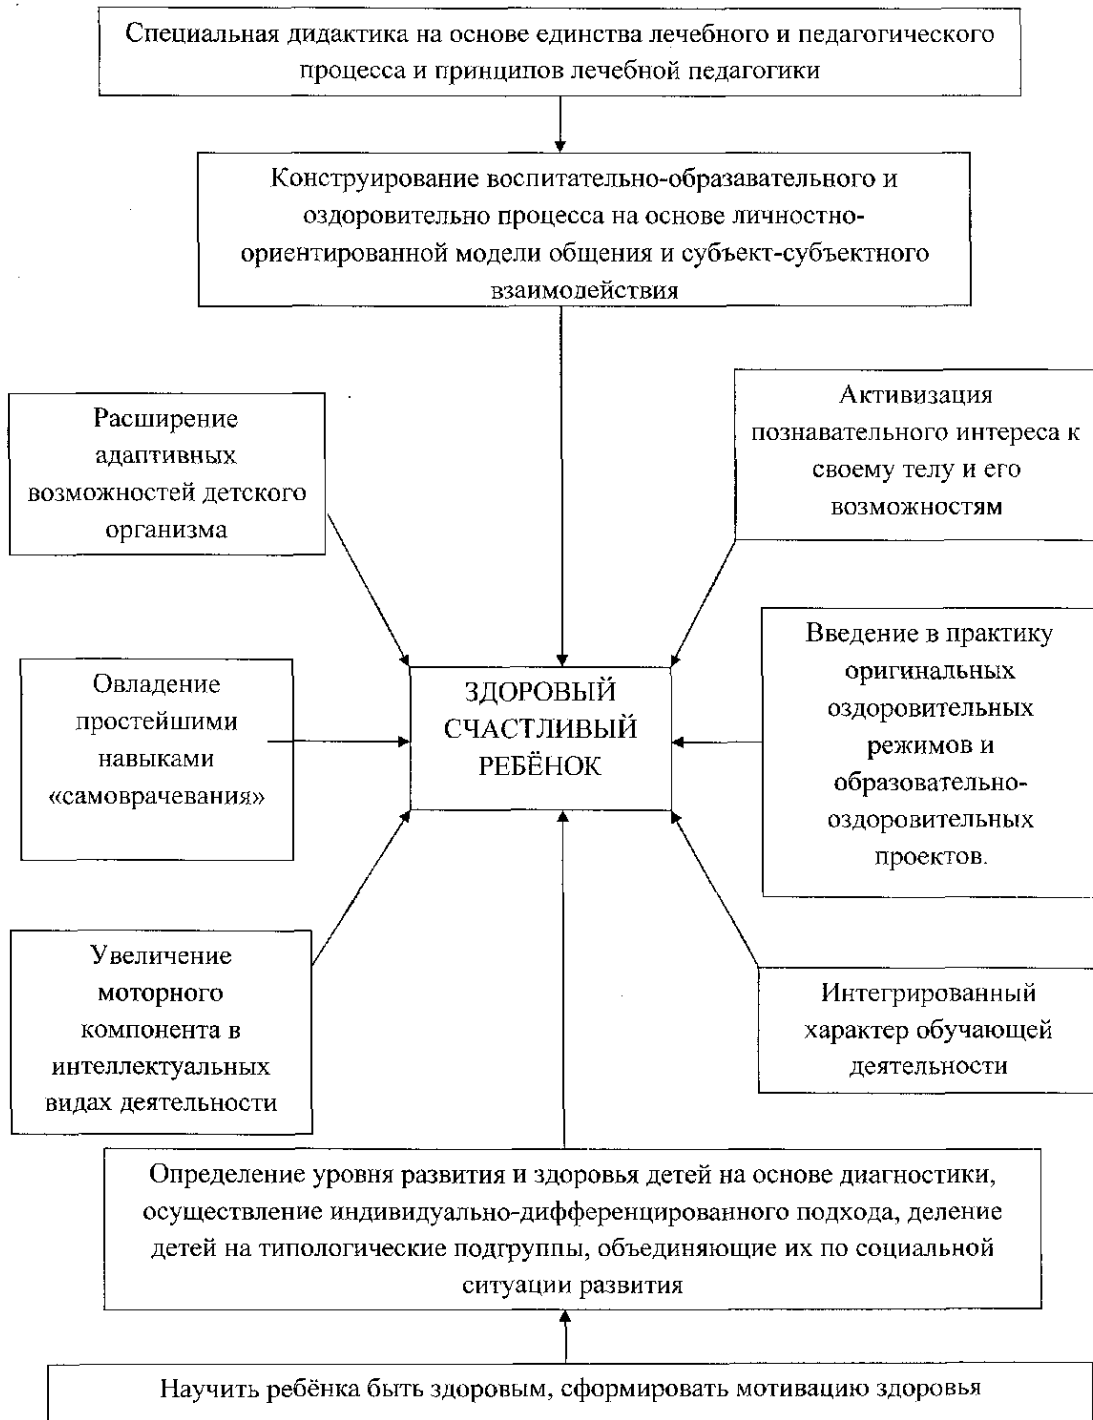 Специальная дидактика на основе единства лечебного и педагогического
процесса и принципов лечебной педагогики
Конструирование воспитательно-образавательного и
оздоровительно процесса на основе личностно-
ориентированной модели общения и субъект-субъектного
взаимодействия
Расширение
адаптивных
возможностей детского
организма
Активизация
познавательного интереса к
своему телу и его
возможностям
Овладение
простейшими
навыками
«самоврачевания»
ЗДОРОВЫЙ
СЧАСТЛИВЫЙ
РЕБЁНОК
Введение в практику
оригинальных
оздоровительных
режимов и
образовательно-
оздоровительных
проектов.
Увеличение
моторного
компонента в
интеллектуальных
видах деятельности
Интегрированный
характер обучающей
деятельности
Определение уровня развития и здоровья детей на основе диагностики,
осуществление индивидуально-дифференцированного подхода, деление
детей на типологические подгруппы, объединяющие их по социальной
ситуации развития
Научить ребёнка быть здоровым, сформировать мотивацию здоровья